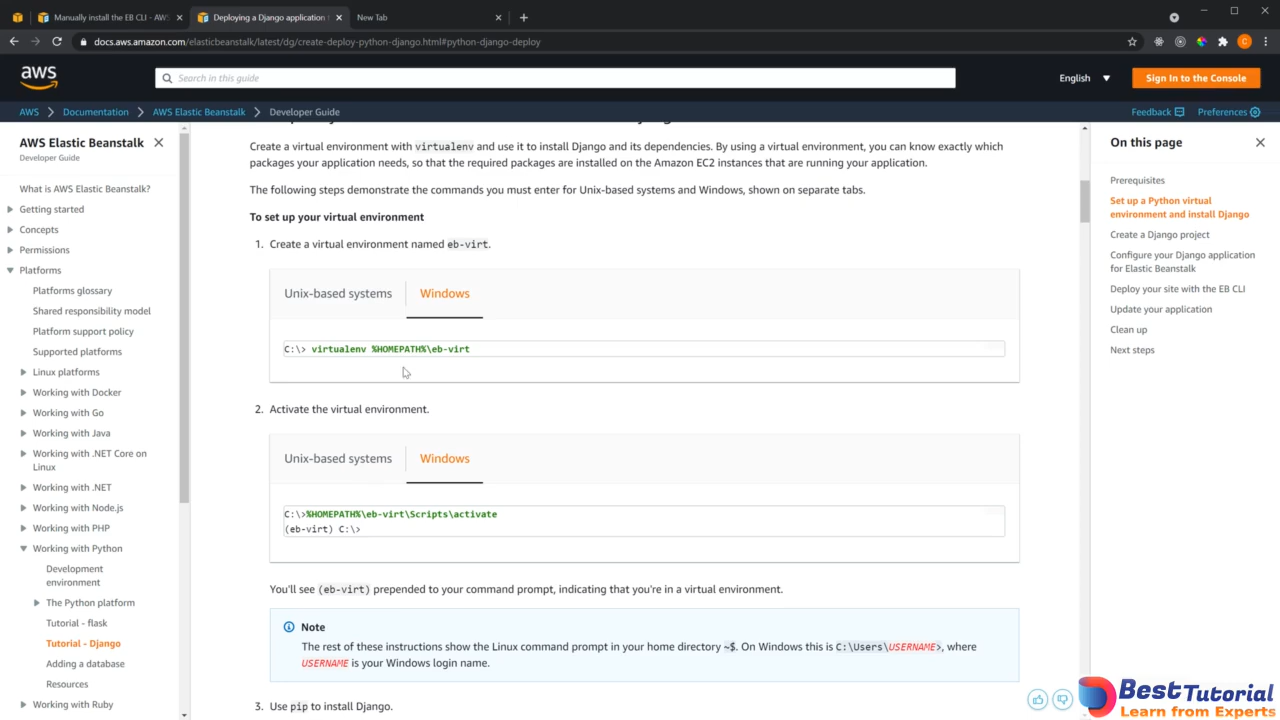 Manually install the EB CLI - AWS
Deploying a Django application
New Tab
docs.aws.amazon.com/elasticbeanstalk/latest/dg/create-deploy-python-django.html#python-django-deploy
C
aws
Search in this guide
English
Sign In to the Console
AWS
Documentation
AWS Elastic Beanstalk
Developer Guide
Feedback
Preferences
AWS Elastic Beanstalk
Developer Guide
What is AWS Elastic Beanstalk?
Getting started
Concepts
Permissions
Platforms
Platforms glossary
Shared responsibility model
Platform support policy
Supported platforms
Linux platforms
Working with Docker
Working with Go
Working with Java
Working with .NET Core on
Linux
Working with .NET
Working with Node.js
Working with PHP
Working with Python
Development
environment
The Python platform
Tutorial - flask
Tutorial - Django
Adding a database
Resources
Working with Ruby
Create a virtual environment with virtualenv and use it to install Django and its dependencies. By using a virtual environment, you can know exactly which
packages your application needs, so that the required packages are installed on the Amazon EC2 instances that are running your application.
The following steps demonstrate the commands you must enter for Unix-based systems and Windows, shown on separate tabs.
To set up your virtual environment
1. Create a virtual environment named eb-virt.
Unix-based systems
Windows
C:\> virtualenv %HOMEPATH%\eb-virt
2. Activate the virtual environment.
Unix-based systems
Windows
C:\>%HOMEPATH%\eb-virt\Scripts\activate
(eb-virt) C:\>
You'll see (eb-virt) prepended to your command prompt, indicating that you're in a virtual environment.
Note
The rest of these instructions show the Linux command prompt in your home directory ~$. On Windows this is C:\Users\USERNAME>, where
USERNAME is your Windows login name.
3. Use pip to install Django.
On this page
Prerequisites
Set up a Python virtual
environment and install Django
Create a Django project
Configure your Django application
for Elastic Beanstalk
Deploy your site with the EB CLI
Update your application
Clean up
Next steps
BestTutorial
Learn from Experts